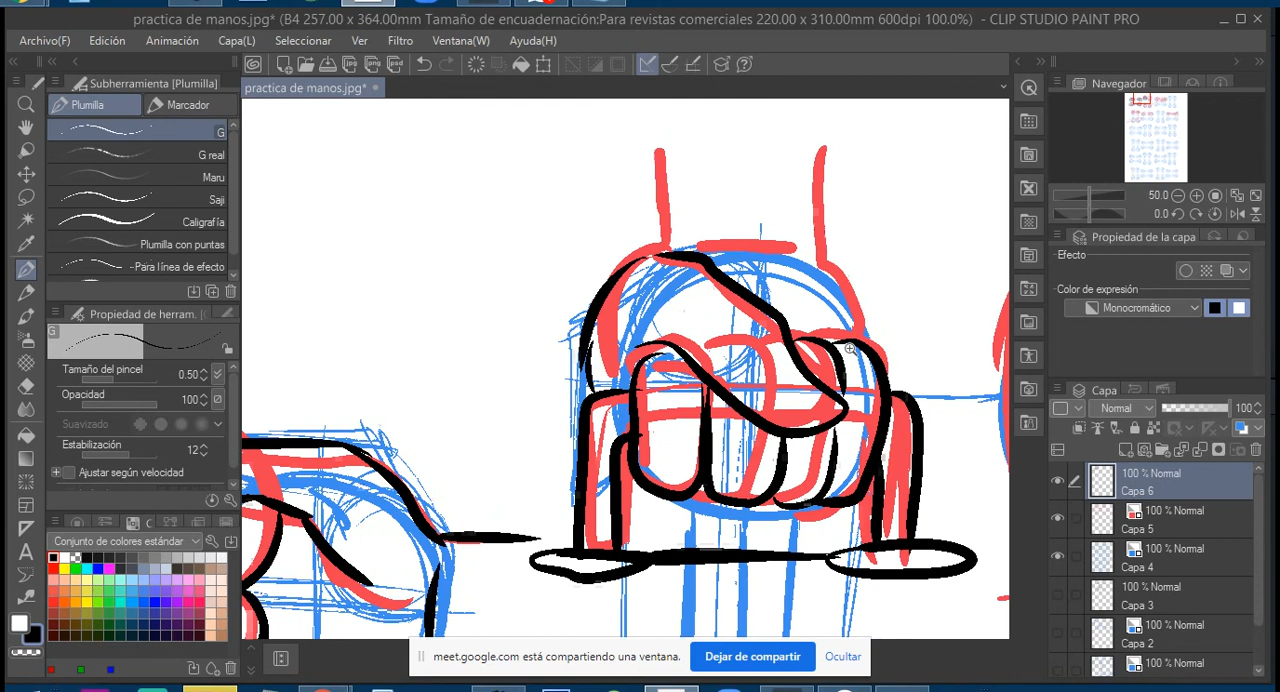 practica de manos.jpg* (B4 257.00 x 364.00mm Tamaño de encuadernación:Para revistas comerciales 220.00 x 310.00mm 600dpi 100.0%) - CLIP STUDIO PAINT PRO
Archivo(F) Edición Animación Capa(L) Seleccionar Ver Filtro Ventana(W) Ayuda(H)
Subherramienta [Plumilla]
practica de manos.jpg*
Navegador
Plumilla Marcador
G
G real
Maru
Saji
Caligrafía
Plumilla con puntas
-Para línea de efecto
50.0
0.0
Propiedad de la capa
Efecto
Color de expresión
Monocromático
Propiedad de herram.
G
Tamaño del pincel 0.50
Opacidad 100
Suavizado
Estabilización 12
Ajustar según velocidad
Capa
Normal 100
100 % Normal
Capa 6
100 % Normal
Capa 5
100 % Normal
Capa 4
100 % Normal
Capa 3
100 % Normal
Capa 2
100 % Normal
C
Conjunto de colores estándar
meet.google.com está compartiendo una ventana. Dejar de compartir Ocultar